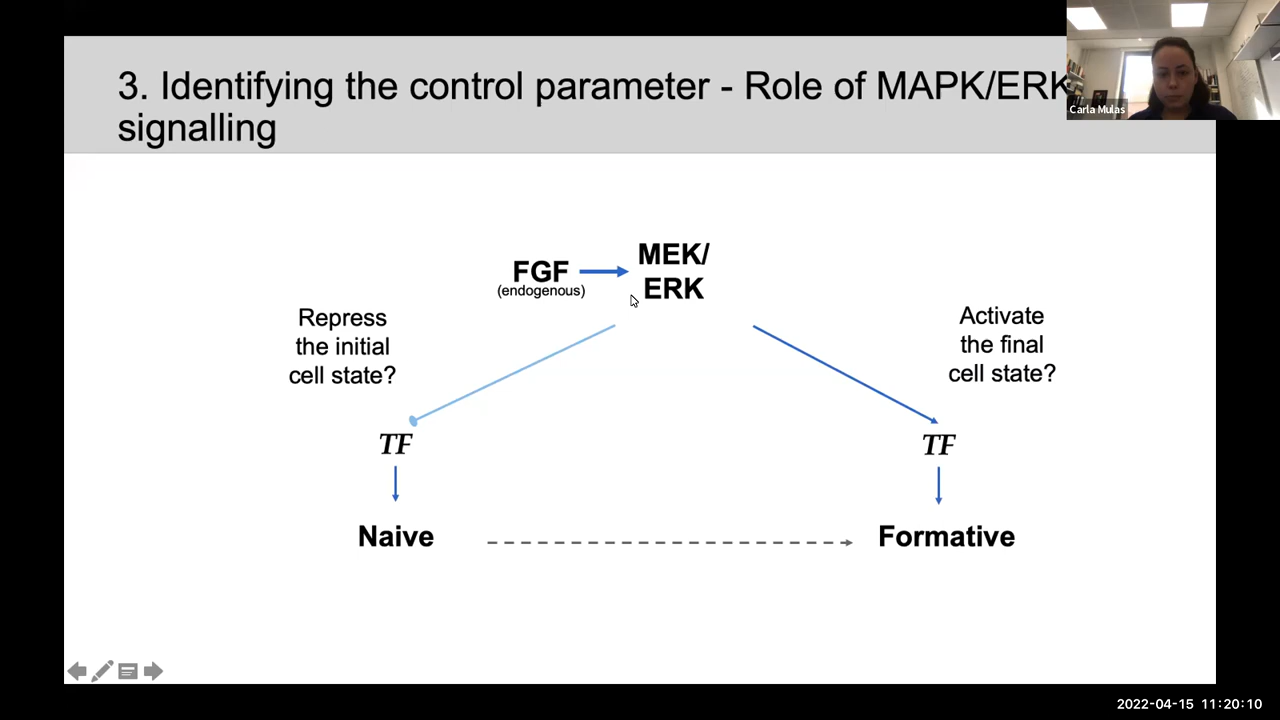 3. Identifying the control parameter - Role of MAPK/ERK
signalling
Carla Mulas
MEK/
ERK
FGF
(endogenous)
Repress
the initial
cell state?
Activate
the final
cell state?
TF
TF
Naive
Formative
2022-04-15 11:20:10